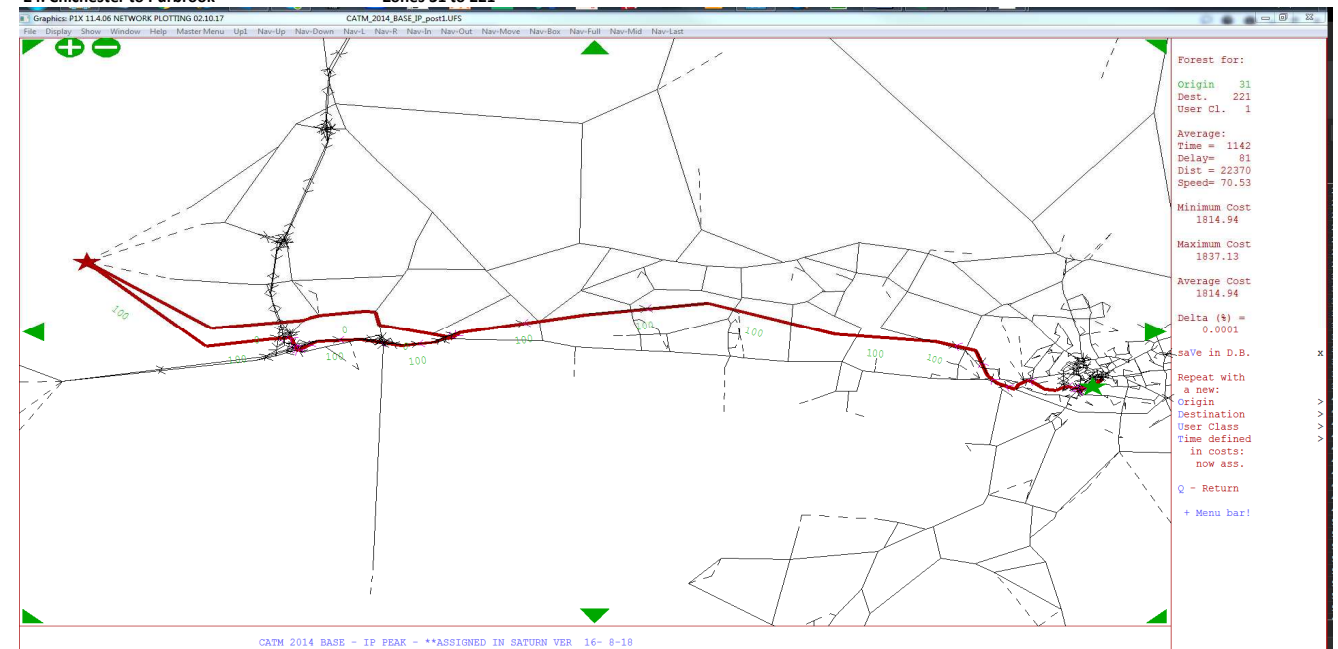 Zones 31 to 221
Graphics: P1X 11.4.06 NETWORK PLOTTING 02.10.17 CATM_2014_BASE_IP_post1.UFS
File Display Show Window Help Master Menu Up1 Nav-Up Nav-Down Nav-L Nav-R Nav-In Nav-Out Nav-Move Nav-Box Nav-Full Nav-Mid Nav-Last
Forest for:
Origin 31
Dest. 221
User Cl. 1
Average:
Time = 1142
Delay= 81
Dist = 22370
Speed= 70.53
Minimum Cost
1814.94
Maximum Cost
1837.13
Average Cost
1814.94
Delta (%) =
0.0001
saVe in D.B. x
Repeat with
a new:
Origin >
Destination >
User Class >
Time defined >
in costs:
now ass.
Q - Return
+ Menu bar!
100
0
100
100
100
0
100
100
100
100
100
CATM 2014 BASE - IP PEAK - **ASSIGNED IN SATURN VER 16- 8-18